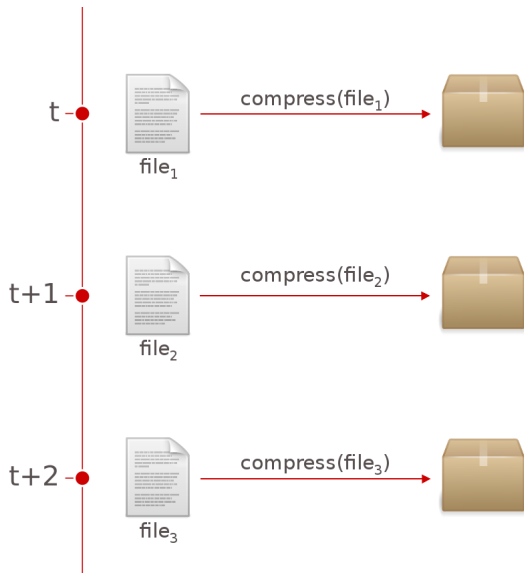 t
compress(file₁)
file₁
t+1
compress(file₂)
file₂
t+2
compress(file₃)
file₃